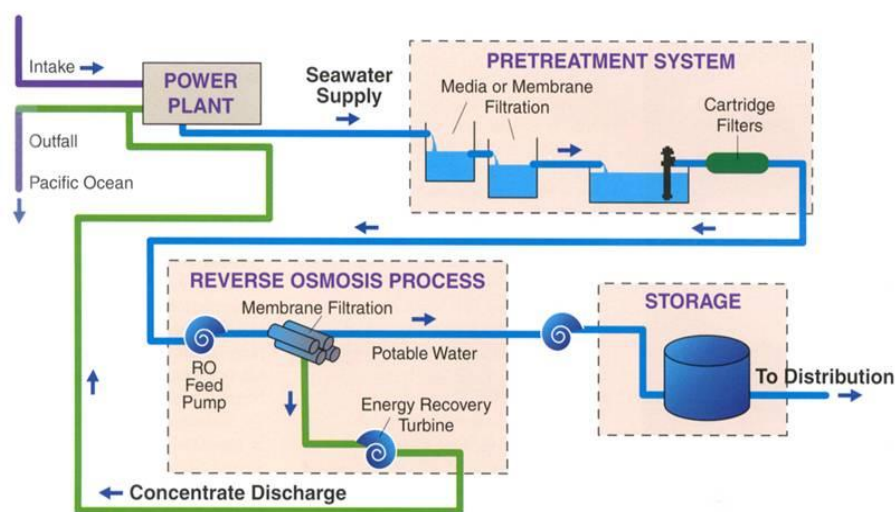 Intake
POWER
PLANT
Outfall
Pacific Ocean
Seawater
Supply
PRETREATMENT SYSTEM
Media or Membrane
Filtration
Cartridge
Filters
REVERSE OSMOSIS PROCESS
Membrane Filtration
RO
Feed
Pump
Potable Water
Energy Recovery
Turbine
STORAGE
To Distribution
Concentrate Discharge